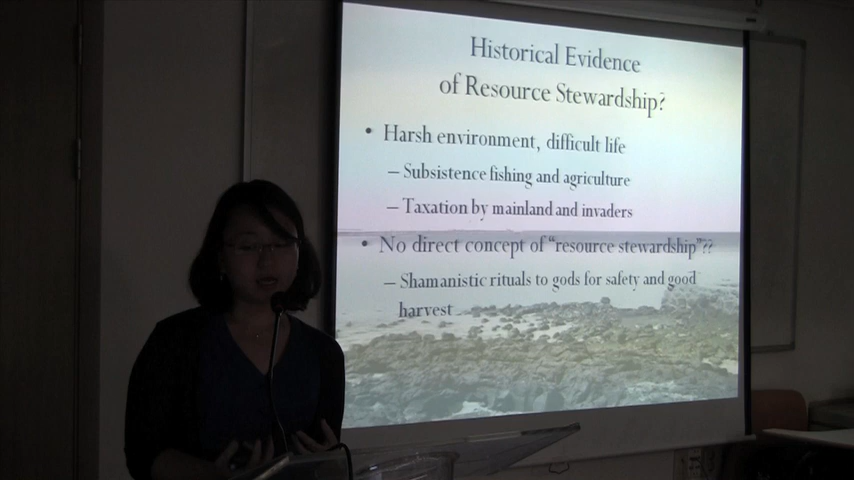 Historical Evidence
of Resource Stewardship?
• Harsh environment, difficult life
– Subsistence fishing and agriculture
– Taxation by mainland and invaders
• No direct concept of “resource stewardship”??
– Shamanistic rituals to gods for safety and good
harvest